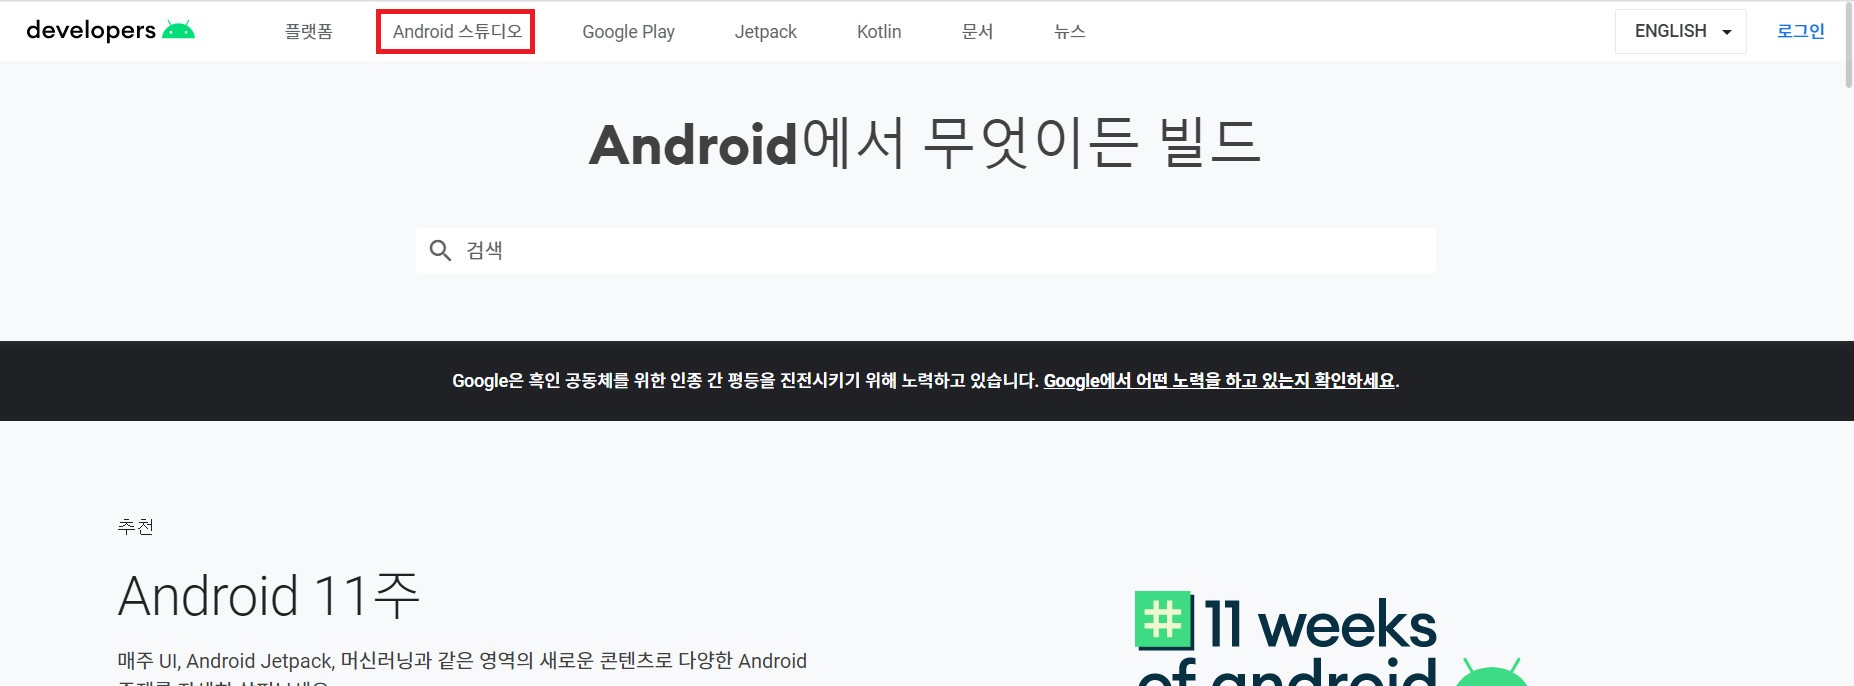 developers
플랫폼 Android 스튜디오 Google Play Jetpack Kotlin 문서 뉴스 ENGLISH 로그인
Android에서 무엇이든 빌드
검색
Google은 흑인 공동체를 위한 인종 간 평등을 진전시키기 위해 노력하고 있습니다. Google에서 어떤 노력을 하고 있는지 확인하세요.
추천
Android 11주
매주 UI, Android Jetpack, 머신러닝과 같은 영역의 새로운 콘텐츠로 다양한 Android
# 11 weeks
of android